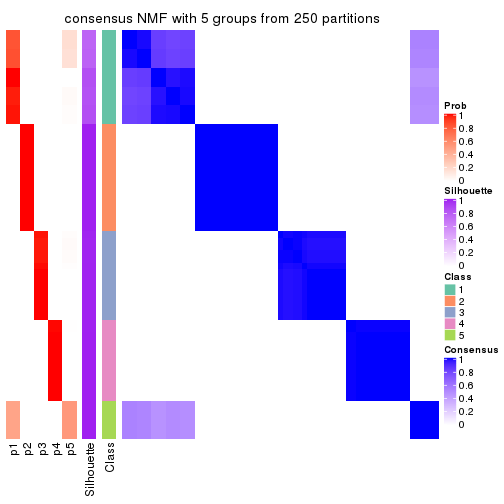 consensus NMF with 5 groups from 250 partitions
Prob
1
0.8
0.6
0.4
0.2
0
Silhouette
1
0.8
0.6
0.4
0.2
0
Class
1
2
3
4
5
Consensus
1
0.8
0.6
0.4
0.2
0
p1
p2
p3
p4
p5
Silhouette
Class